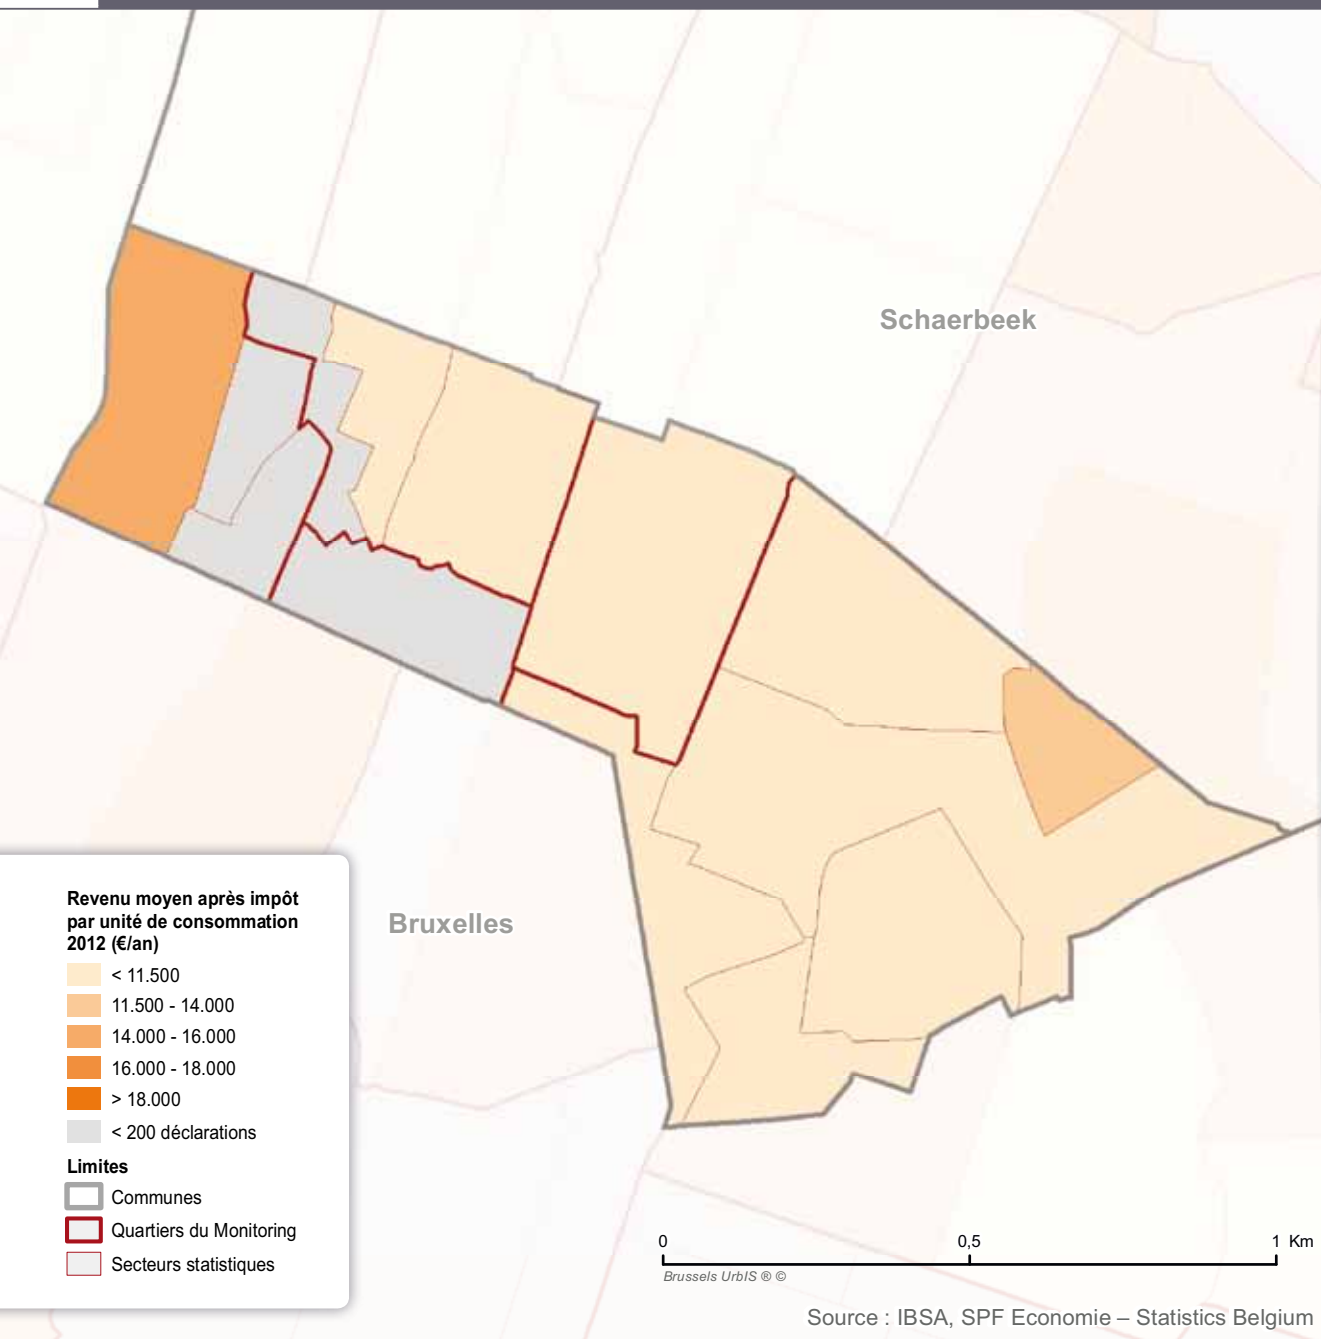 Schaerbeek
Bruxelles
Revenu moyen après impôt
par unité de consommation
2012 (€/an)
< 11.500
11.500 - 14.000
14.000 - 16.000
16.000 - 18.000
> 18.000
< 200 déclarations
Limites
Communes
Quartiers du Monitoring
Secteurs statistiques
0 0,5 1 Km
Brussels UrbIS ® ©
Source : IBSA, SPF Economie – Statistics Belgium